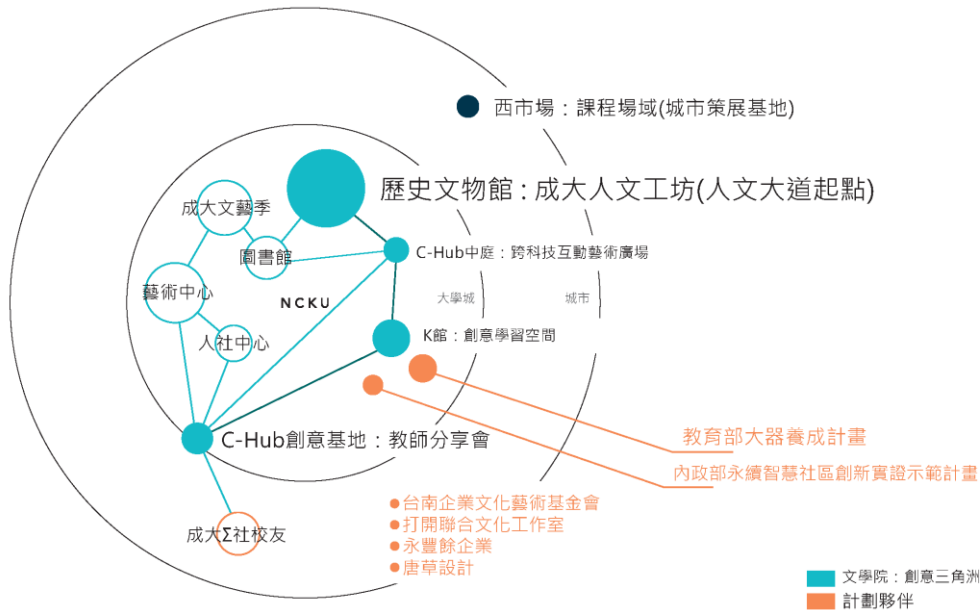 西市場：課程場域(城市策展基地)
歷史文物館：成大人文工坊(人文大道起點)
成大文藝季
圖書館
C-Hub中庭：跨科技互動藝術廣場
藝術中心
NCKU
大學城
城市
人社中心
K館：創意學習空間
C-Hub創意基地：教師分享會
教育部大器養成計畫
內政部永續智慧社區創新實證示範計畫
台南企業文化藝術基金會
打開聯合文化工作室
永豐餘企業
唐草設計
成大Σ社校友
文學院：創意三角洲
計劃夥伴